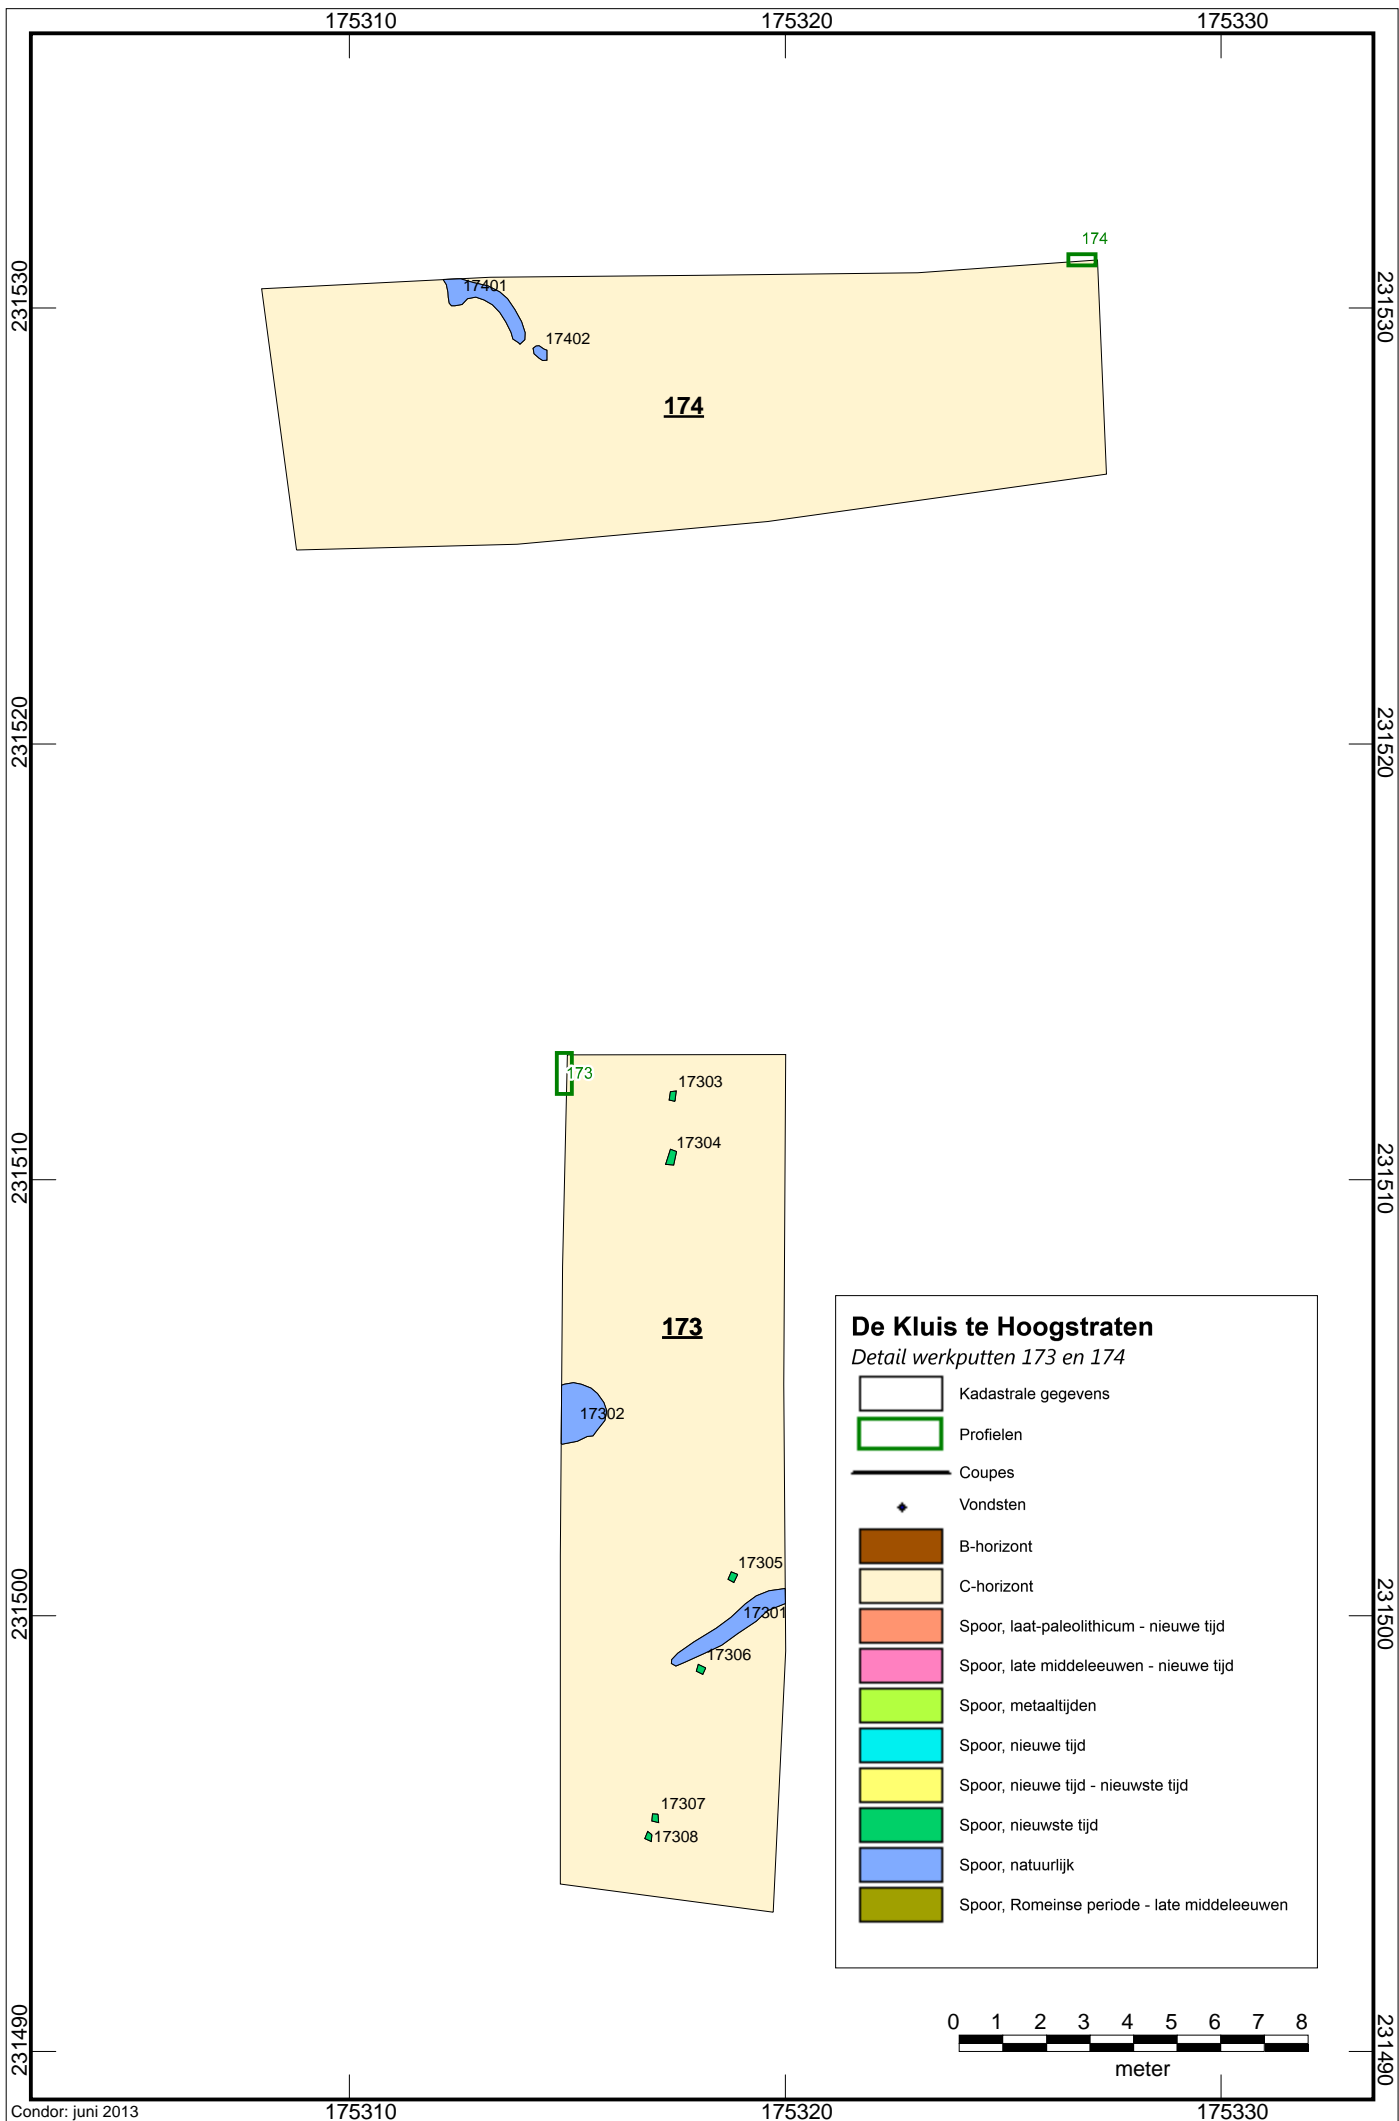 175310 175320 175330
174
231530 231530
17401
17402
174
231520 231520
173
17303
17304
231510 231510
173
17302
17305
231500 231500
17301
17306
17307
17308
De Kluis te Hoogstraten
Detail werkputten 173 en 174
Kadastrale gegevens
Profielen
Coupes
Vondsten
B-horizont
C-horizont
Spoor, laat-paleolithicum - nieuwe tijd
Spoor, late middeleeuwen - nieuwe tijd
Spoor, metaaltijden
Spoor, nieuwe tijd
Spoor, nieuwe tijd - nieuwste tijd
Spoor, nieuwste tijd
Spoor, natuurlijk
Spoor, Romeinse periode - late middeleeuwen
0 1 2 3 4 5 6 7 8
meter
231490 231490
Condor: juni 2013
175310 175320 175330